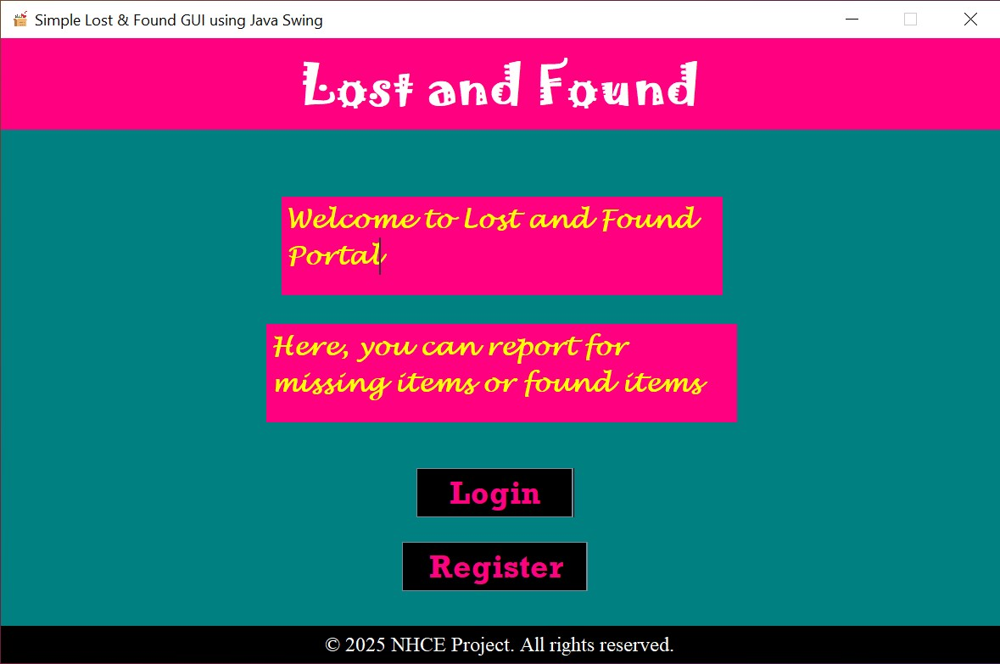 Simple Lost & Found GUI using Java Swing
Lost and Found
Welcome to Lost and Found
Portal
Here, you can report for
missing items or found items
Login
Register
© 2025 NHCE Project. All rights reserved.